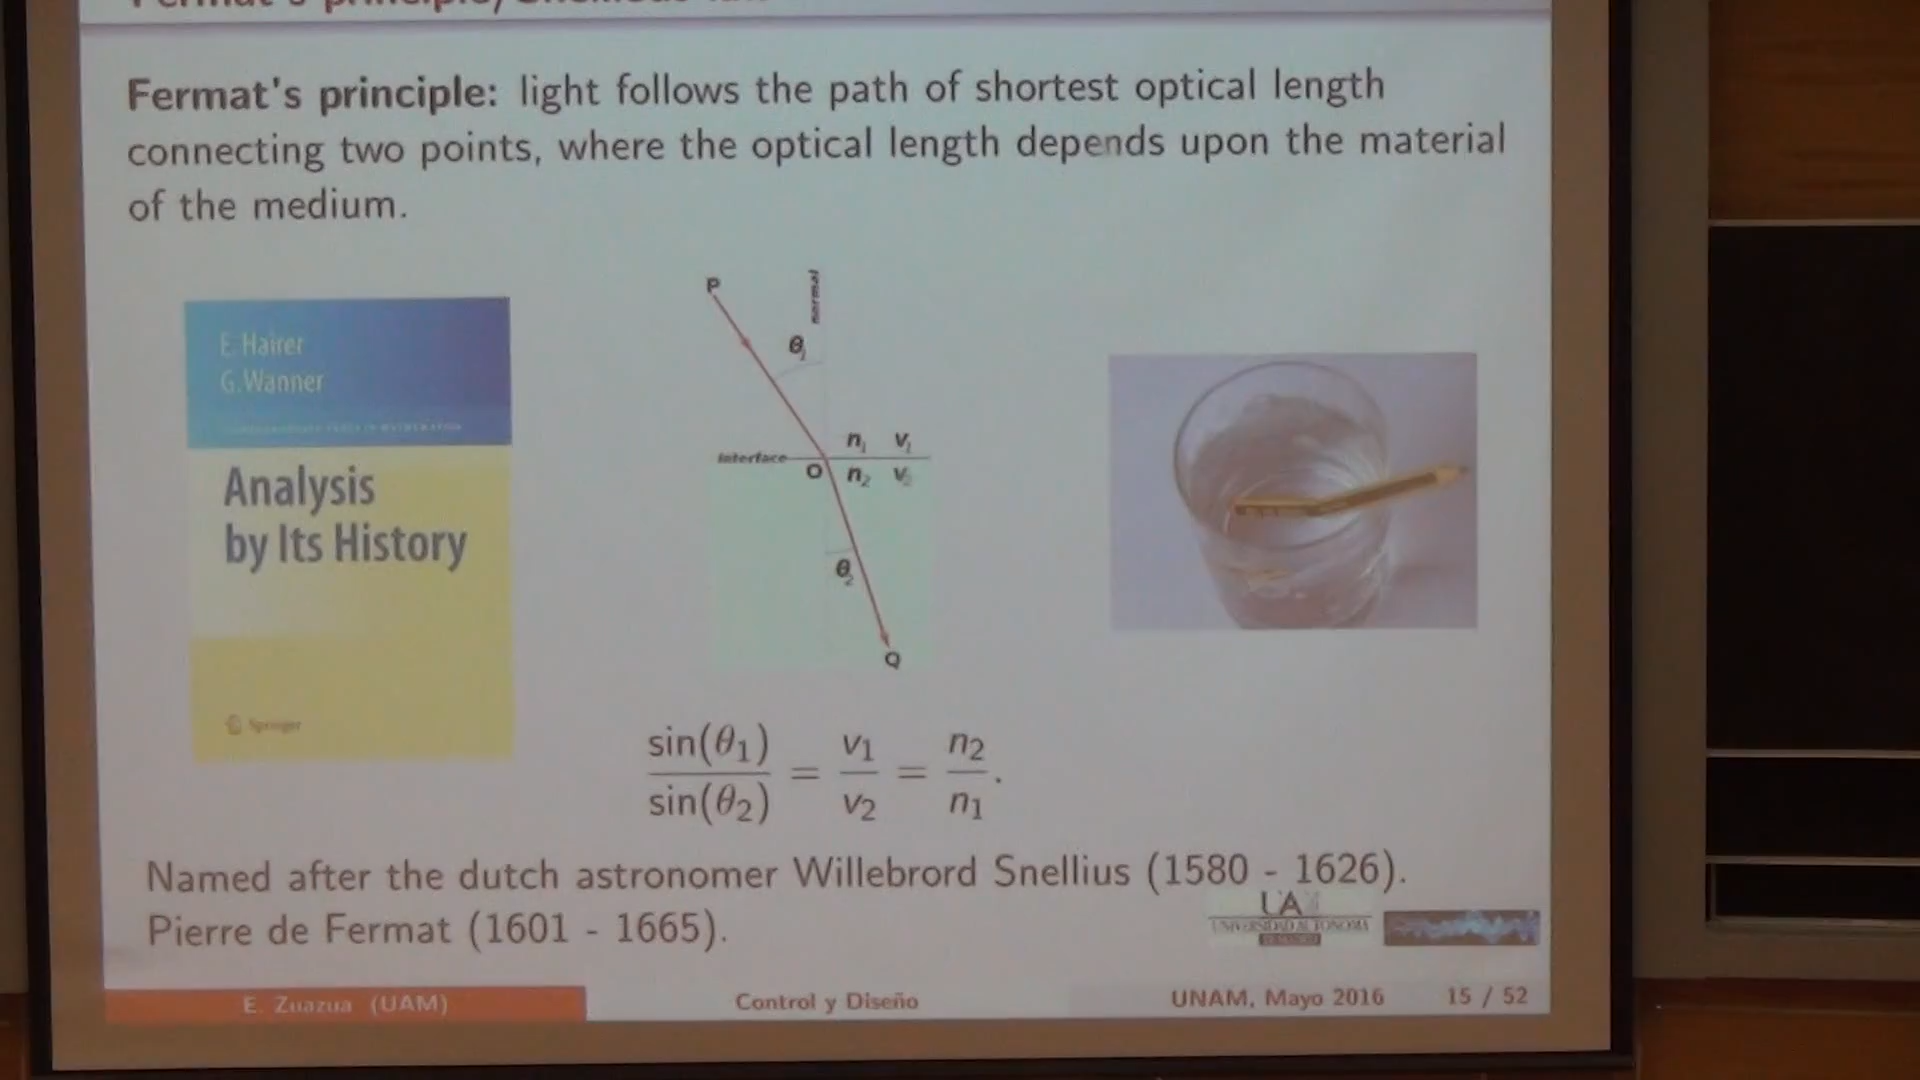 Fermat's principle: light follows the path of shortest optical length
connecting two points, where the optical length depends upon the material
of the medium.
E. Hairer
G. Wanner
Analysis
by Its History
Springer
P
normal
θ1
n1 v1
Interface
O n2 v2
θ2
Q
sin(θ1)/sin(θ2) = v1/v2 = n2/n1.
Named after the dutch astronomer Willebrord Snellius (1580 - 1626).
Pierre de Fermat (1601 - 1665).
UNIVERSIDAD AUTONOMA
E. Zuazua (UAM)
Control y Diseño
UNAM, Mayo 2016
15 / 52